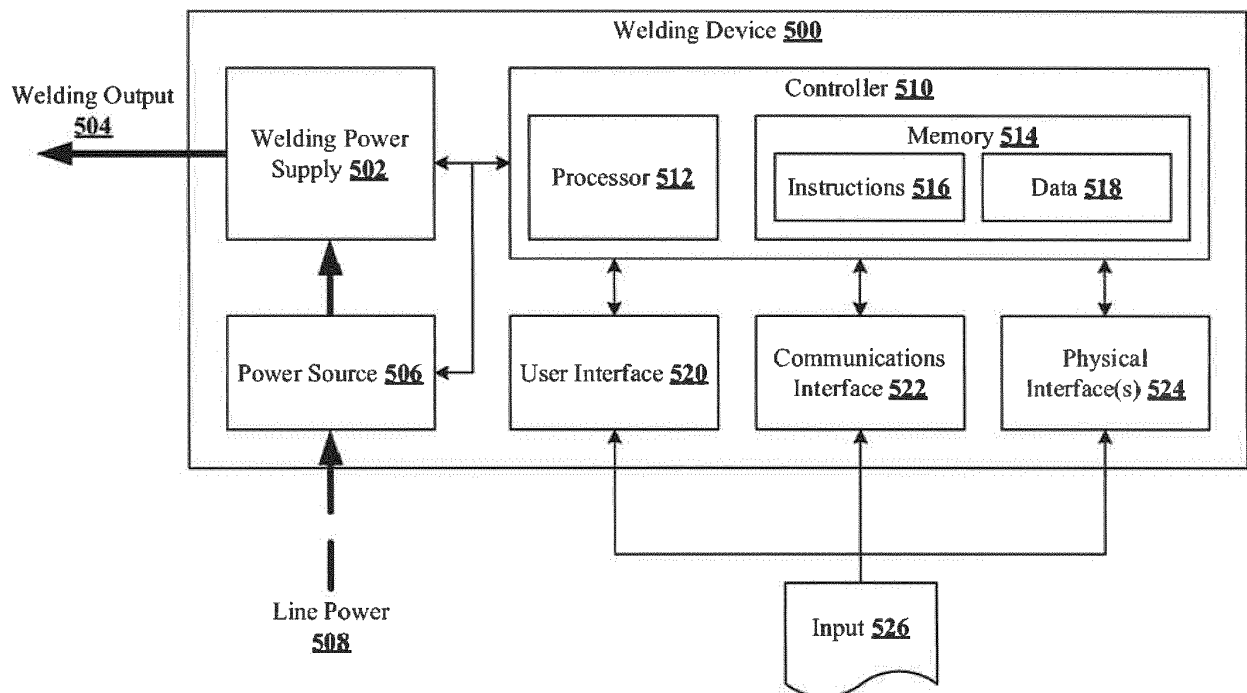 Welding Device 500
Welding Output
504
Welding Power
Supply 502
Controller 510
Processor 512
Memory 514
Instructions 516
Data 518
Power Source 506
User Interface 520
Communications
Interface 522
Physical
Interface(s) 524
Line Power
508
Input 526